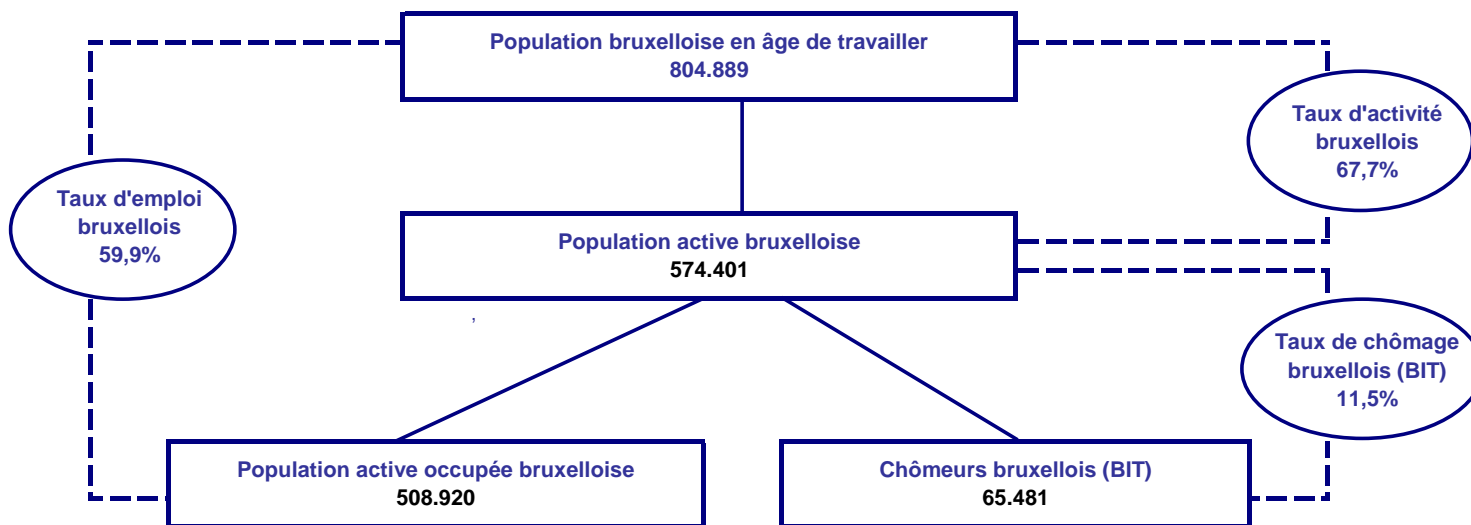 Population bruxelloise en âge de travailler
804.889
Taux d'activité
bruxellois
67,7%
Taux d'emploi
bruxellois
59,9%
Population active bruxelloise
574.401
,
Taux de chômage
bruxellois (BIT)
11,5%
Population active occupée bruxelloise
508.920
Chômeurs bruxellois (BIT)
65.481